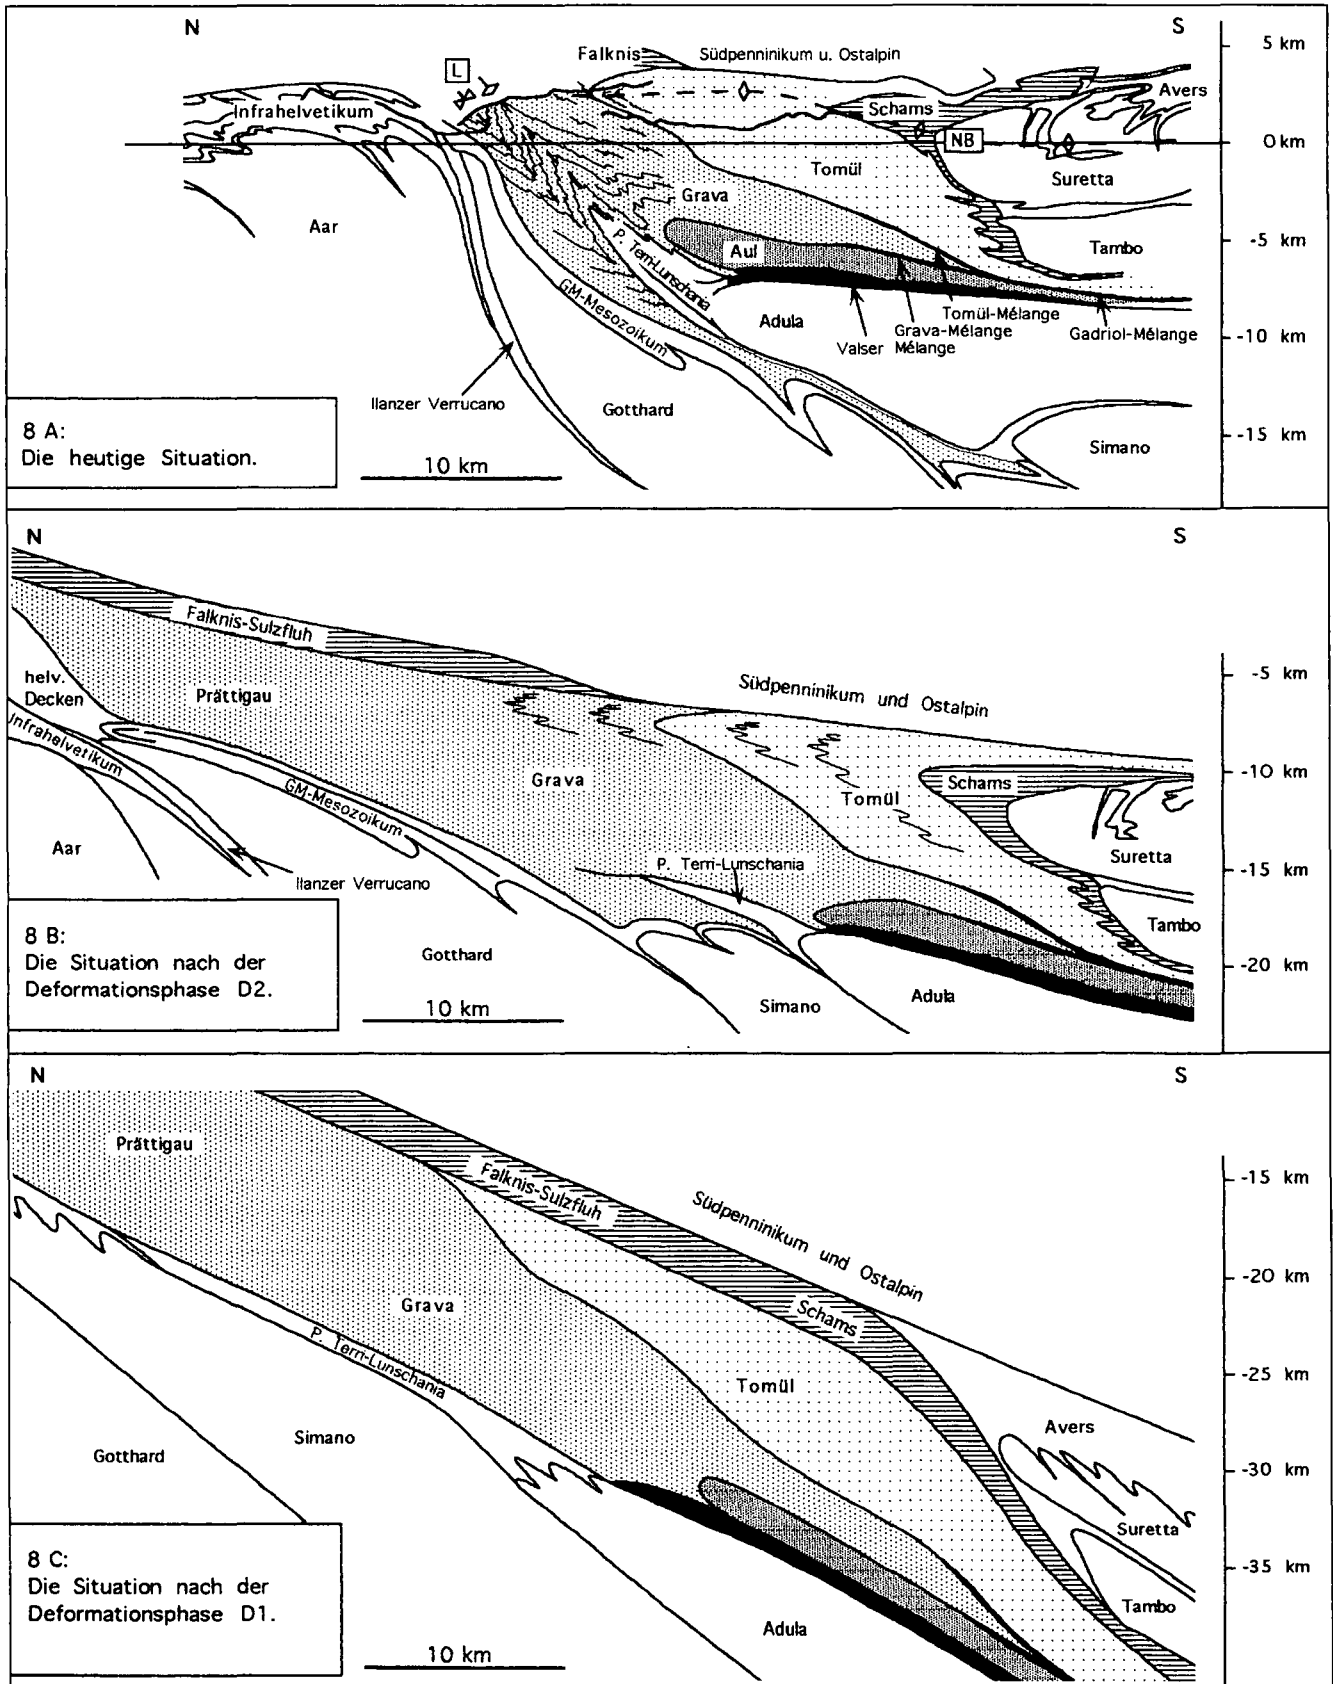 N
S
Falknis
Südpenninikum u. Ostalpin
5 km
L
Infrahelvetikum
Schams
Avers
NB
0 km
Tomül
Suretta
Grava
Aar
P. Terri-Lunschania
Aul
-5 km
Tambo
GM-Mesozoikum
Adula
Tomül-Mélange
Grava-Mélange
Gadriol-Mélange
Valser Mélange
-10 km
Ilanzer Verrucano
Gotthard
8 A:
Die heutige Situation.
10 km
Simano
-15 km
N
S
Falknis-Sulzfluh
helv.
Decken
Prättigau
Südpenninikum und Ostalpin
-5 km
Infrahelvetikum
Grava
Tomül
Schams
-10 km
GM-Mesozoikum
Aar
P. Terri-Lunschania
Suretta
Ilanzer Verrucano
-15 km
Tambo
8 B:
Die Situation nach der
Deformationsphase D2.
Gotthard
-20 km
10 km
Simano
Adula
N
S
Prättigau
Falknis-Sulzfluh
Südpenninikum und Ostalpin
-15 km
Grava
Schams
-20 km
P. Terri-Lunschania
Tomül
-25 km
Avers
Simano
Gotthard
-30 km
Suretta
8 C:
Die Situation nach der
Deformationsphase D1.
-35 km
Tambo
Adula
10 km